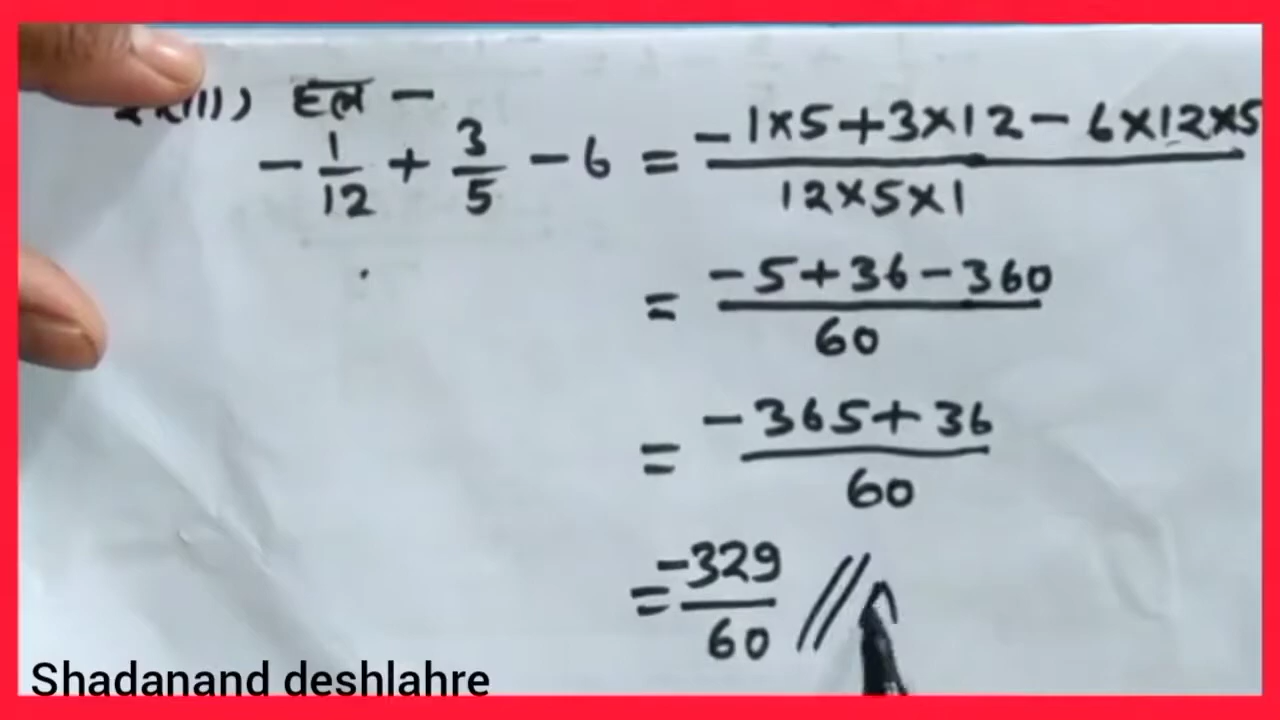 हल -
- 1/12 + 3/5 - 6 = - 1×5+3×12- 6×12×5 / 12×5×1
= -5+36-360 / 60
= -365+36 / 60
= -329 / 60 //
Shadanand deshlahre